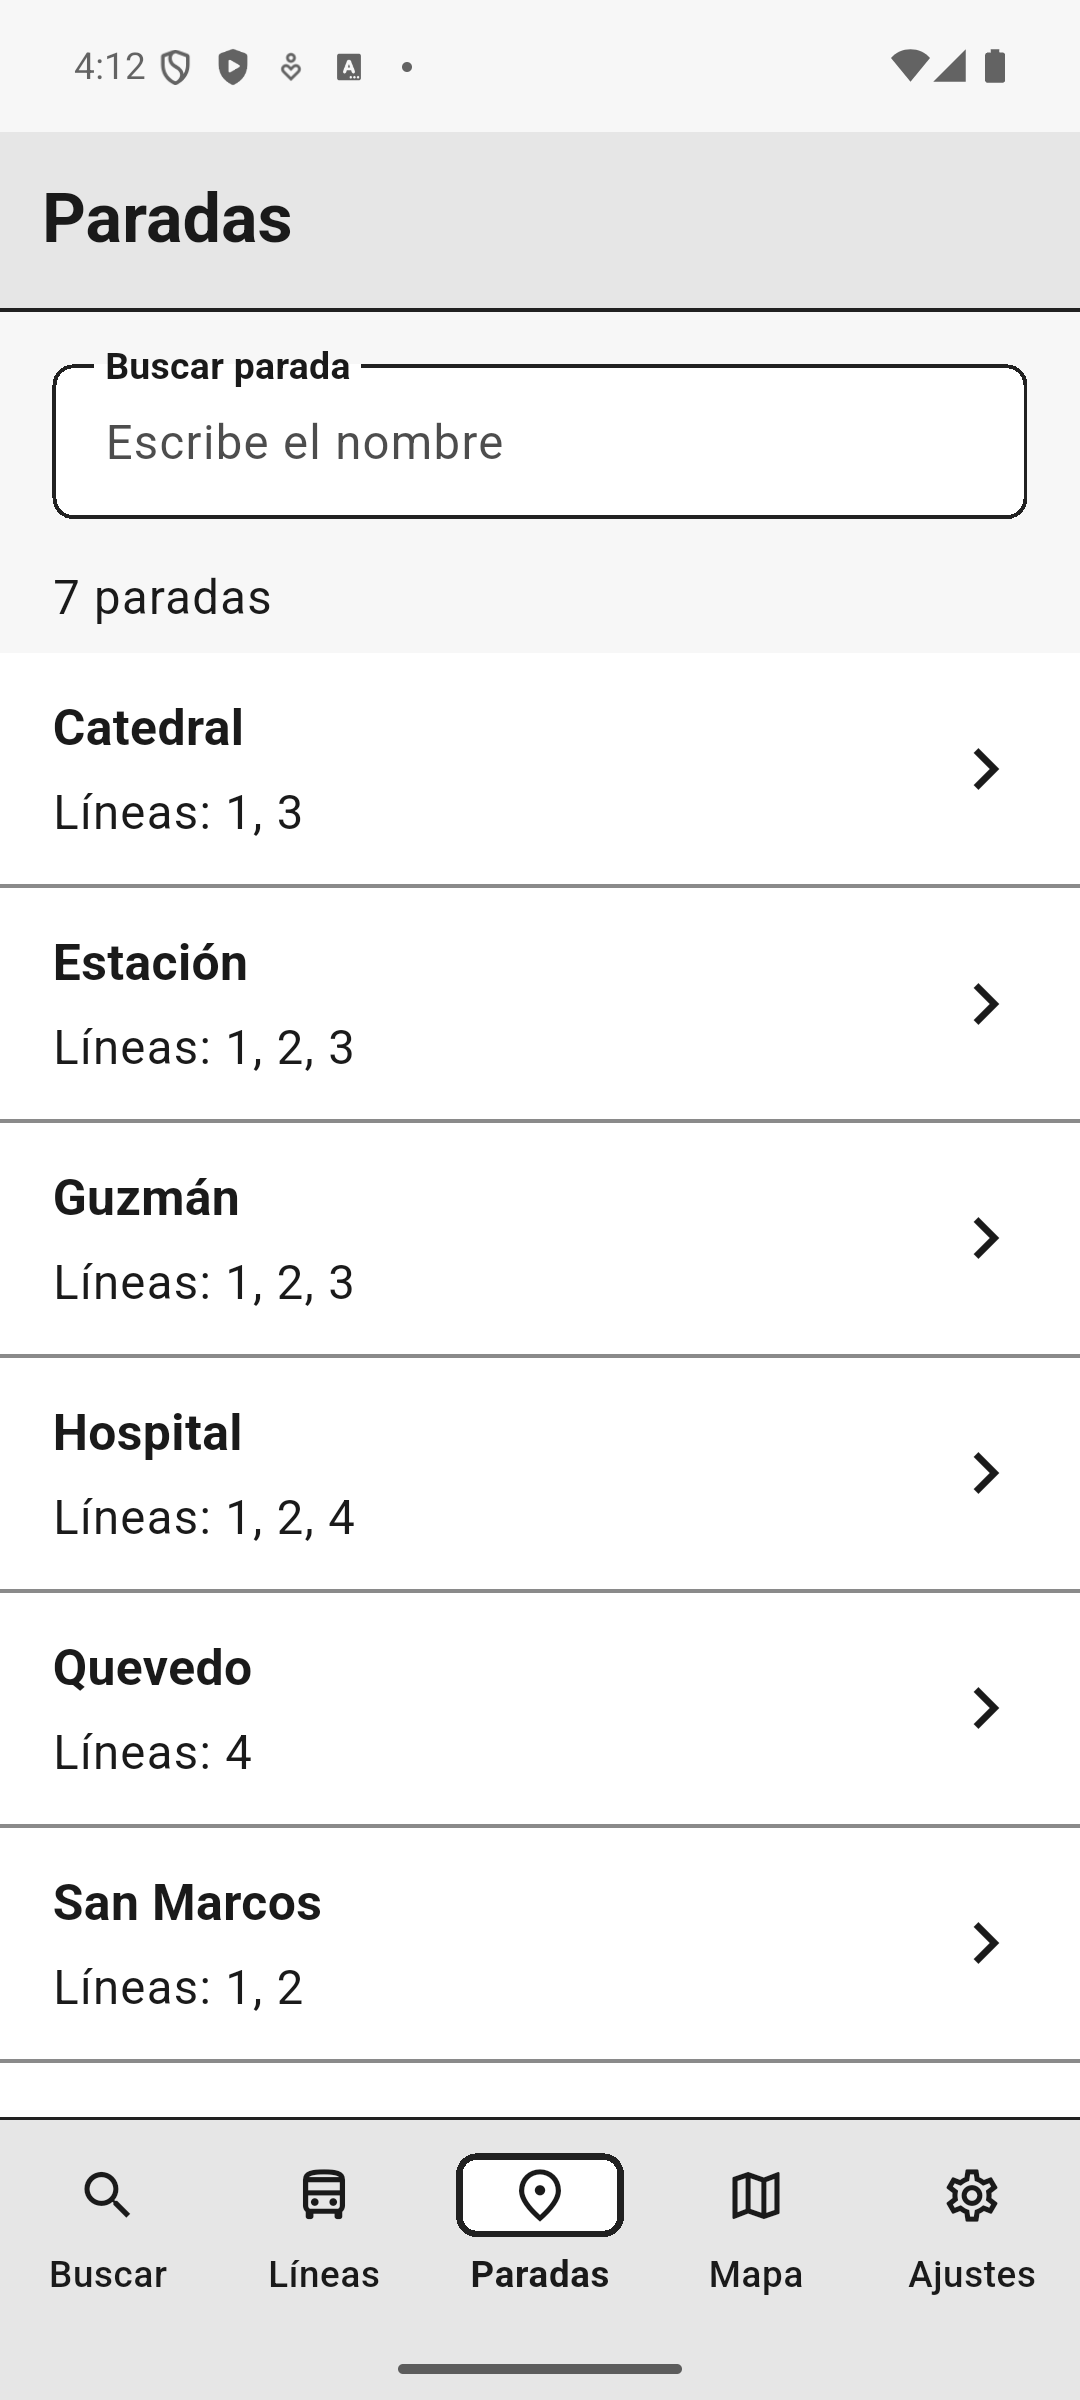 4:12
Paradas
Buscar parada
Escribe el nombre
7 paradas
Catedral
Líneas: 1, 3
Estación
Líneas: 1, 2, 3
Guzmán
Líneas: 1, 2, 3
Hospital
Líneas: 1, 2, 4
Quevedo
Líneas: 4
San Marcos
Líneas: 1, 2
Buscar
Líneas
Paradas
Mapa
Ajustes